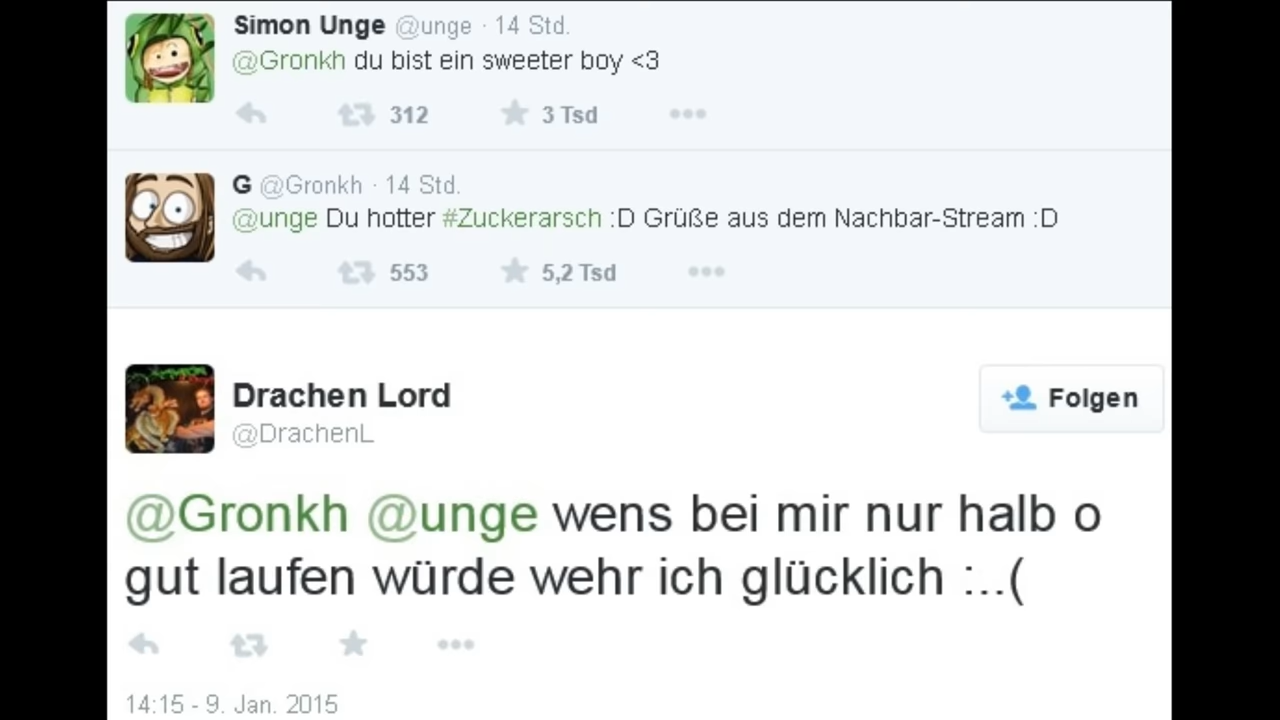 Simon Unge @unge · 14 Std.
@Gronkh du bist ein sweeter boy <3
312 3 Tsd
G @Gronkh · 14 Std.
@unge Du hotter #Zuckerarsch :D Grüße aus dem Nachbar-Stream :D
553 5,2 Tsd
Drachen Lord
@DrachenL
Folgen
@Gronkh @unge wens bei mir nur halb o
gut laufen würde wehr ich glücklich :..(
14:15 - 9. Jan. 2015